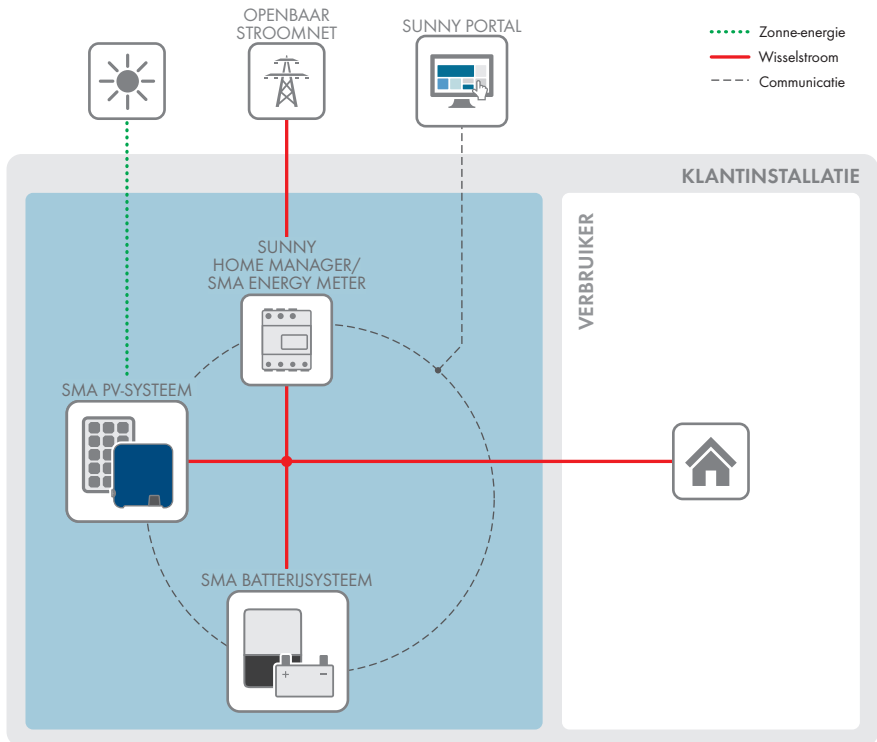 OPENBAAR
STROOMNET
SUNNY PORTAL
Zonne-energie
Wisselstroom
Communicatie
KLANTINSTALLATIE
VERBRUIKER
SUNNY
HOME MANAGER/
SMA ENERGY METER
SMA PV-SYSTEEM
SMA BATTERIJSYSTEEM
+ −